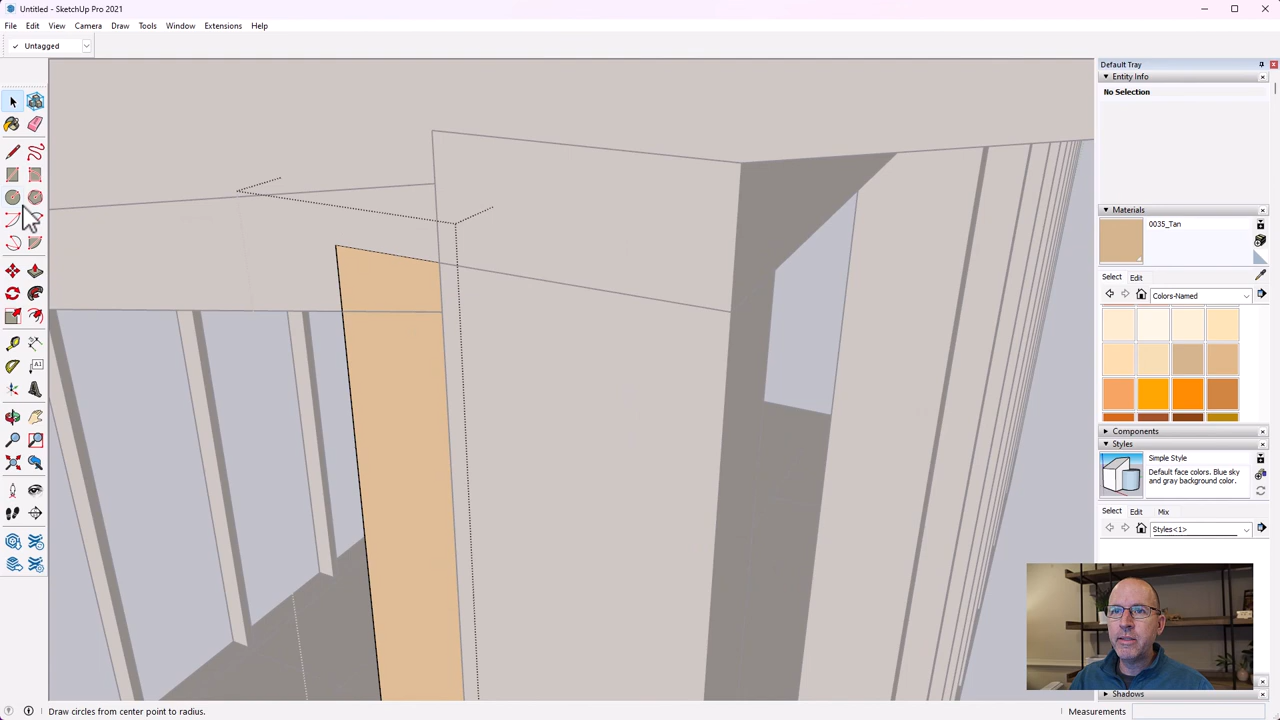 Untitled - SketchUp Pro 2021
File Edit View Camera Draw Tools Window Extensions Help
Untagged
Default Tray
Entity Info
No Selection
Materials
0035_Tan
Select Edit
Colors-Named
Components
Styles
Simple Style
Default face colors. Blue sky
and gray background color.
Select Edit Mix
Styles<1>
Shadows
Draw circles from center point to radius.
Measurements